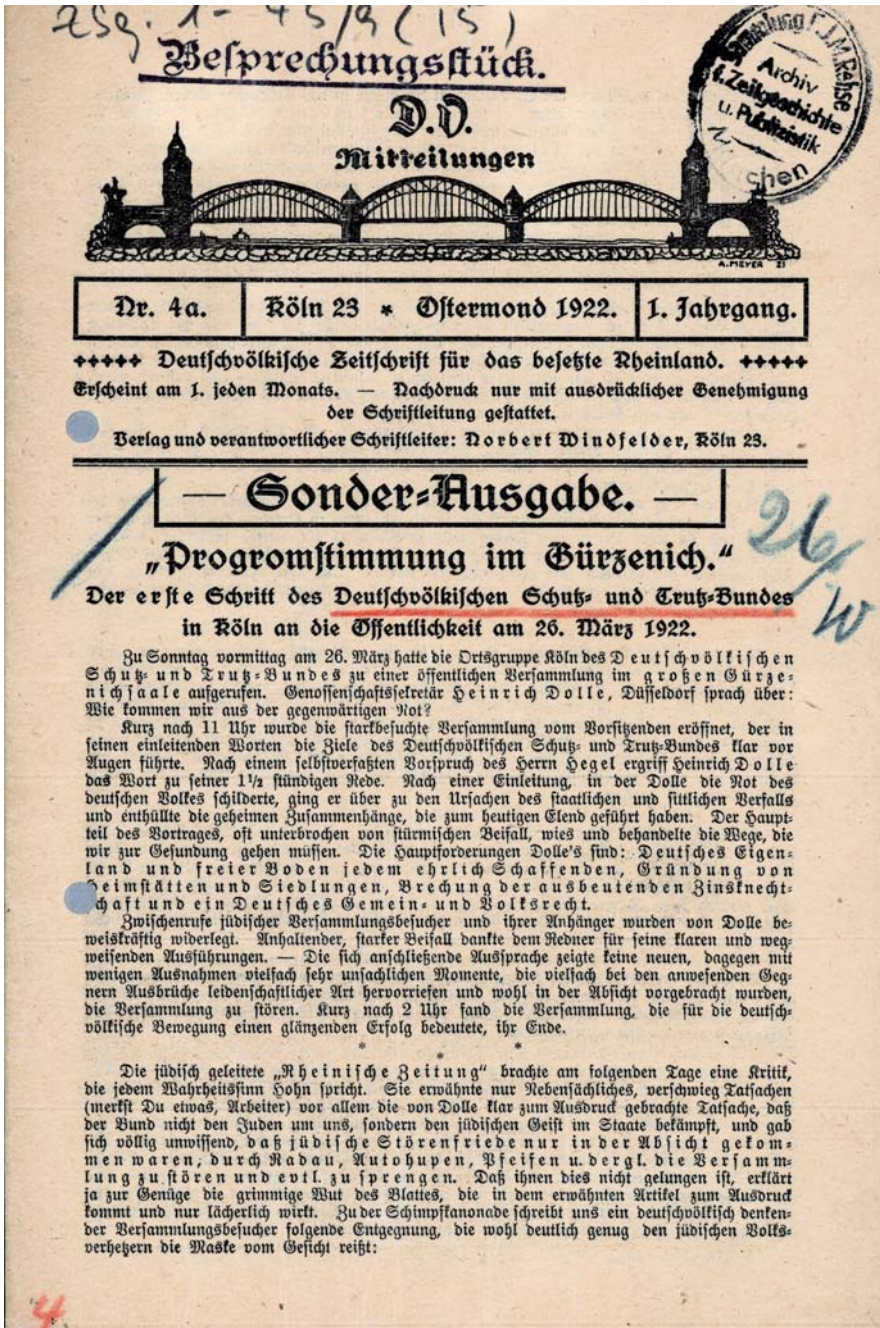 ZSg. 1 - 45/9 (15)
Besprechungsstück.
Sammlung F.J.M. Rehse
Archiv
f. Zeitgeschichte
u. Publizistik
München
D.V.
Mitteilungen
A. MEYER 21
Nr. 4a.
Köln 23 * Ostermond 1922.
1. Jahrgang.
Deutschvölkische Zeitschrift für das besetzte Rheinland.
Erscheint am 1. jeden Monats. — Nachdruck nur mit ausdrücklicher Genehmigung
der Schriftleitung gestattet.
Verlag und verantwortlicher Schriftleiter: Norbert Windfelder, Köln 23.
— Sonder-Ausgabe. —
26/
„Progromstimmung im Gürzenich.“
Der erste Schritt des Deutschvölkischen Schutz- und Trutz-Bundes
in Köln an die Öffentlichkeit am 26. März 1922.
Zu Sonntag vormittag am 26. März hatte die Ortsgruppe Köln des Deutschvölkischen
Schutz- und Trutz-Bundes zu einer öffentlichen Versammlung im großen Gürze-
nichsaale aufgerufen. Genossenschaftssekretär Heinrich Dolle, Düsseldorf sprach über:
Wie kommen wir aus der gegenwärtigen Not?
Kurz nach 11 Uhr wurde die starkbesuchte Versammlung vom Vorsitzenden eröffnet, der in
seinen einleitenden Worten die Ziele des Deutschvölkischen Schutz- und Trutz-Bundes klar vor
Augen führte. Nach einem selbstverfaßten Vorspruch des Herrn Hegel ergriff Heinrich Dolle
das Wort zu seiner 1½ stündigen Rede. Nach einer Einleitung, in der Dolle die Not des
deutschen Volkes schilderte, ging er über zu den Ursachen des staatlichen und sittlichen Verfalls
und enthüllte die geheimen Zusammenhänge, die zum heutigen Elend geführt haben. Der Haupt-
teil des Vortrages, oft unterbrochen von stürmischen Beifall, wies und behandelte die Wege, die
wir zur Gesundung gehen müssen. Die Hauptforderungen Dolle's sind: Deutsches Eigen-
land und freier Boden jedem ehrlich Schaffenden, Gründung von
Heimstätten und Siedlungen, Brechung der ausbeutenden Zinsknecht-
schaft und ein Deutsches Gemein- und Volksrecht.
Zwischenrufe jüdischer Versammlungsbesucher und ihrer Anhänger wurden von Dolle be-
weiskräftig widerlegt. Anhaltender, starker Beifall dankte dem Redner für seine klaren und weg-
weisenden Ausführungen. — Die sich anschließende Aussprache zeigte keine neuen, dagegen mit
wenigen Ausnahmen vielfach sehr unsachlichen Momente, die vielfach bei den anwesenden Geg-
nern Ausbrüche leidenschaftlicher Art hervorriefen und wohl in der Absicht vorgebracht wurden,
die Versammlung zu stören. Kurz nach 2 Uhr fand die Versammlung, die für die deutsch-
völkische Bewegung einen glänzenden Erfolg bedeutete, ihr Ende.
* * *
Die jüdisch geleitete „Rheinische Zeitung“ brachte am folgenden Tage eine Kritik,
die jedem Wahrheitssinn Hohn spricht. Sie erwähnte nur Nebensächliches, verschwieg Tatsachen
(merkst Du etwas, Arbeiter) vor allem die von Dolle klar zum Ausdruck gebrachte Tatsache, daß
der Bund nicht den Juden um uns, sondern den jüdischen Geist im Staate bekämpft, und gab
sich völlig unwissend, daß jüdische Störenfriede nur in der Absicht gekom-
men waren, durch Radau, Autohupen, Pfeifen u. dergl. die Versamm-
lung zu stören und evtl. zu sprengen. Daß ihnen dies nicht gelungen ist, erklärt
ja zur Genüge die grimmige Wut des Blattes, die in dem erwähnten Artikel zum Ausdruck
kommt und nur lächerlich wirkt. Zu der Schimpfkanonade schreibt uns ein deutschvölkisch denken-
der Versammlungsbesucher folgende Entgegnung, die wohl deutlich genug den jüdischen Volks-
verhetzern die Maske vom Gesicht reißt:
4